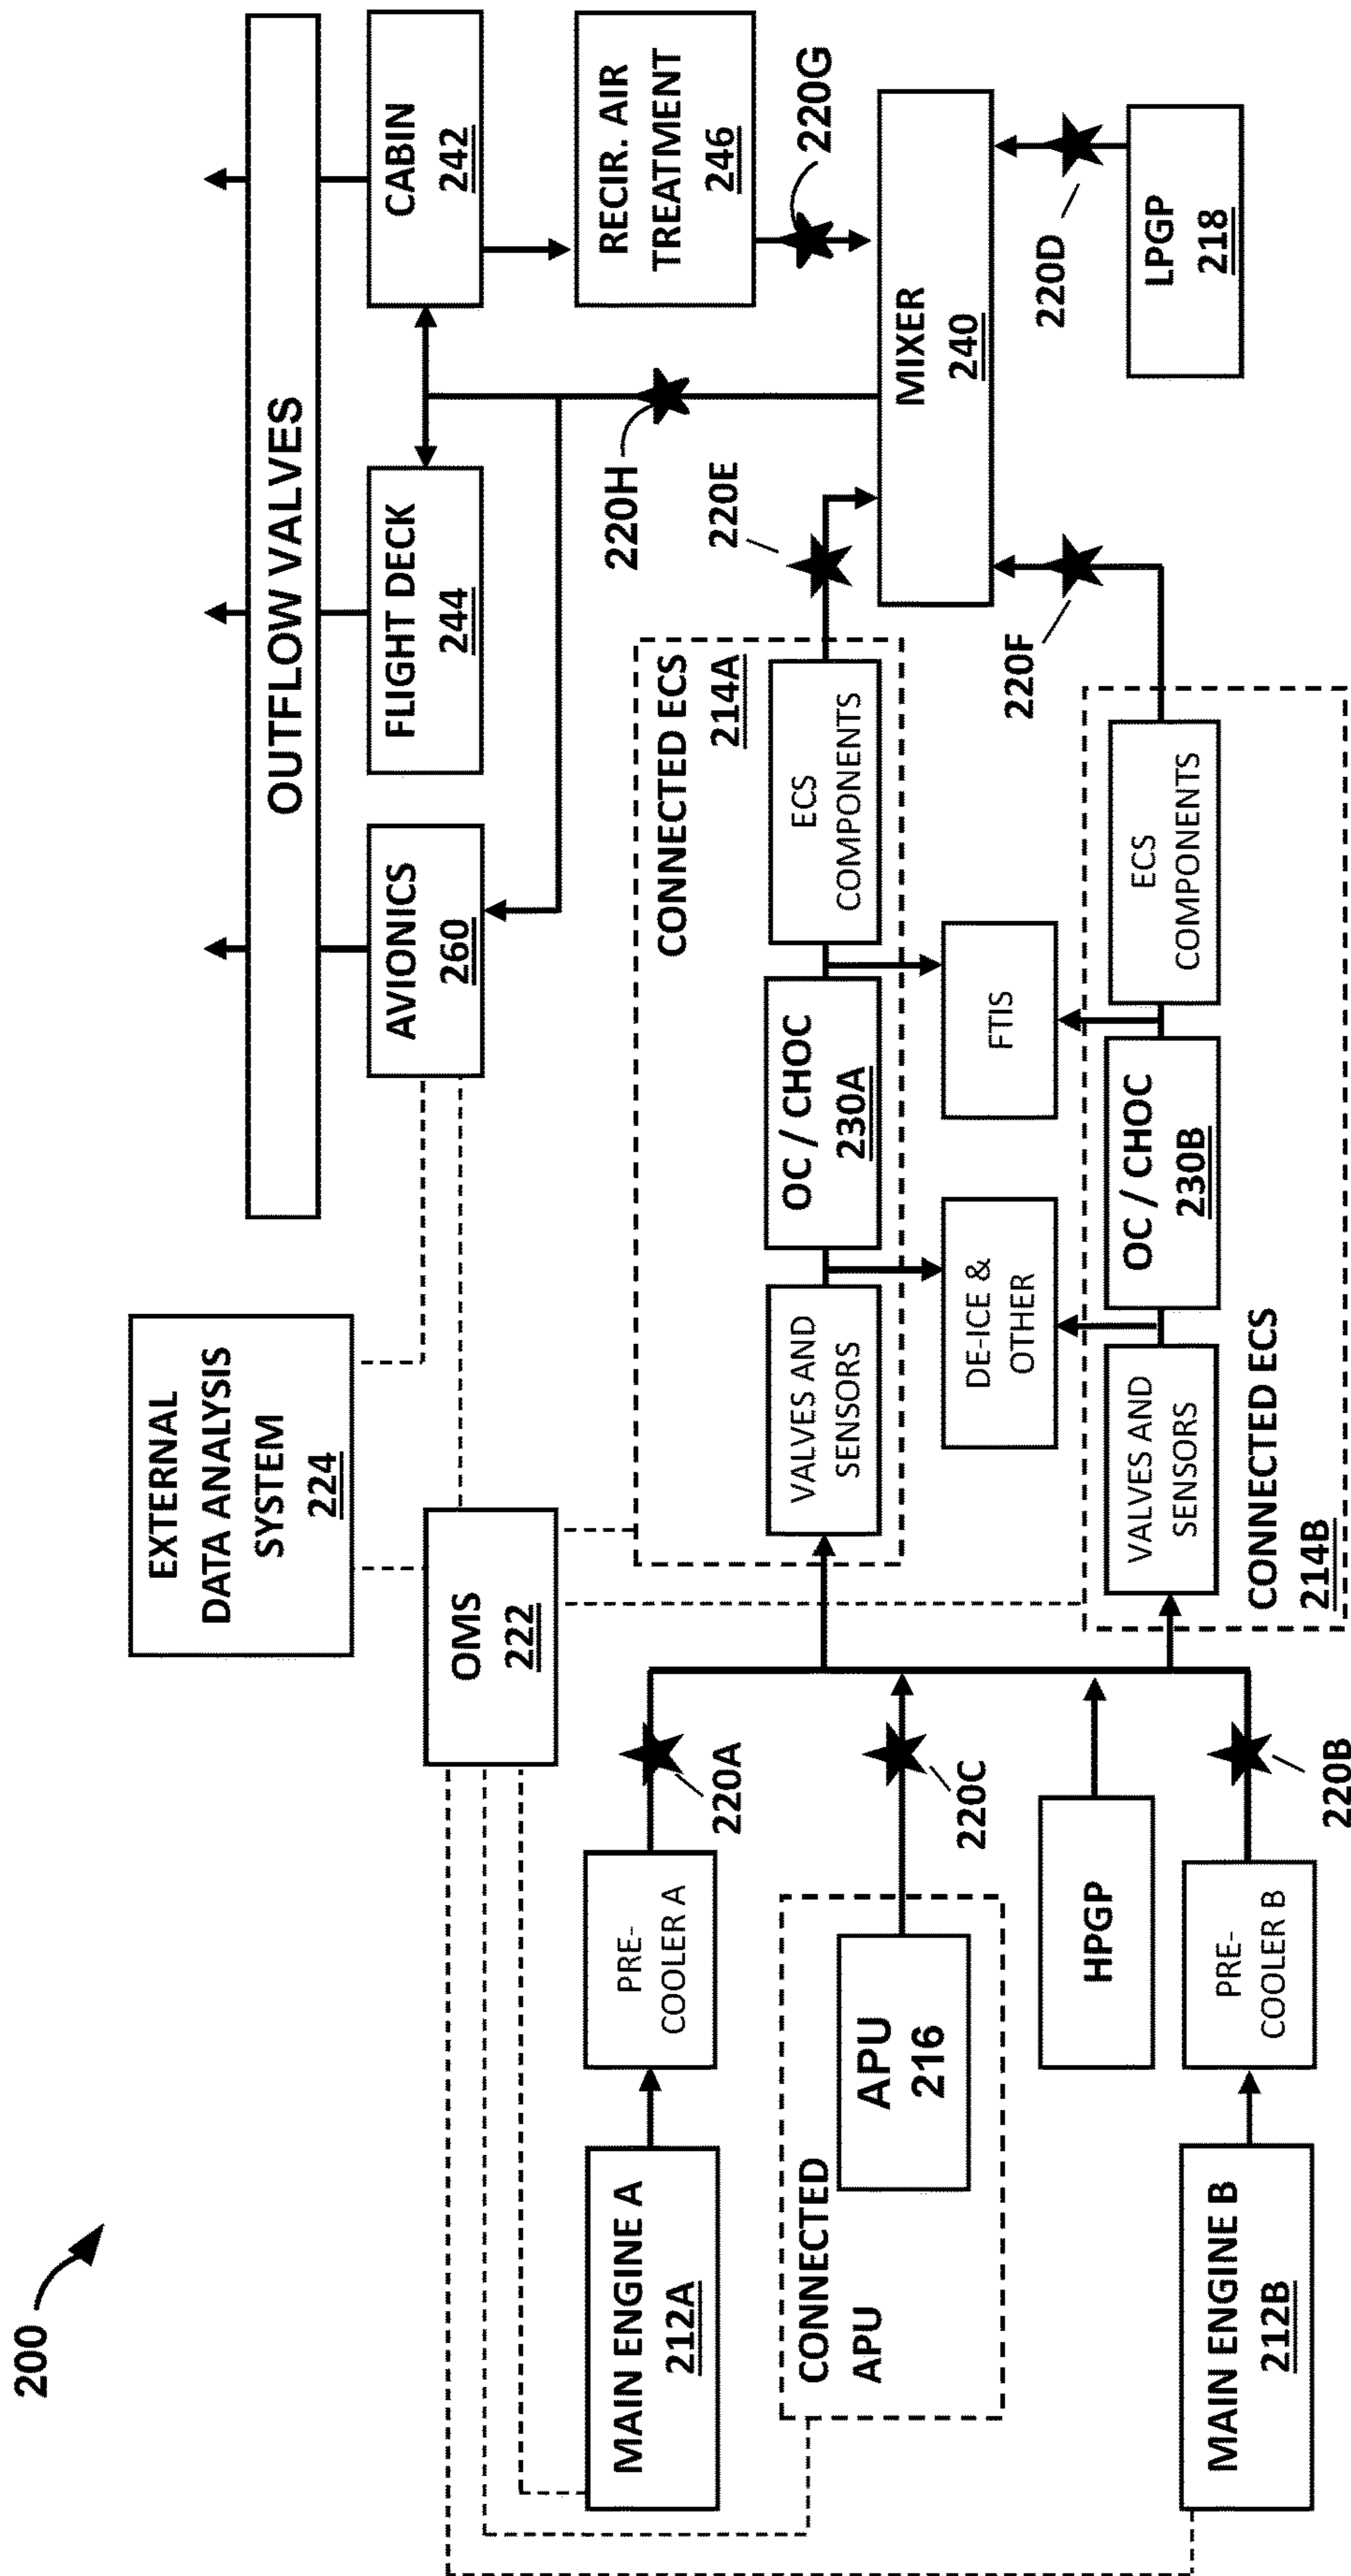 200
OUTFLOW VALVES
EXTERNAL
DATA ANALYSIS
SYSTEM
224
AVIONICS
260
FLIGHT DECK
244
CABIN
242
OMS
222
RECIR. AIR
TREATMENT
246
220G
220H
220E
MAIN ENGINE A
212A
PRE-
COOLER A
220A
CONNECTED ECS
214A
VALVES AND
SENSORS
OC / CHOC
230A
ECS
COMPONENTS
MIXER
240
CONNECTED
APU
APU
216
220C
DE-ICE &
OTHER
FTIS
220F
220D
HPGP
LPGP
218
MAIN ENGINE B
212B
PRE-
COOLER B
220B
VALVES AND
SENSORS
OC / CHOC
230B
ECS
COMPONENTS
CONNECTED ECS
214B